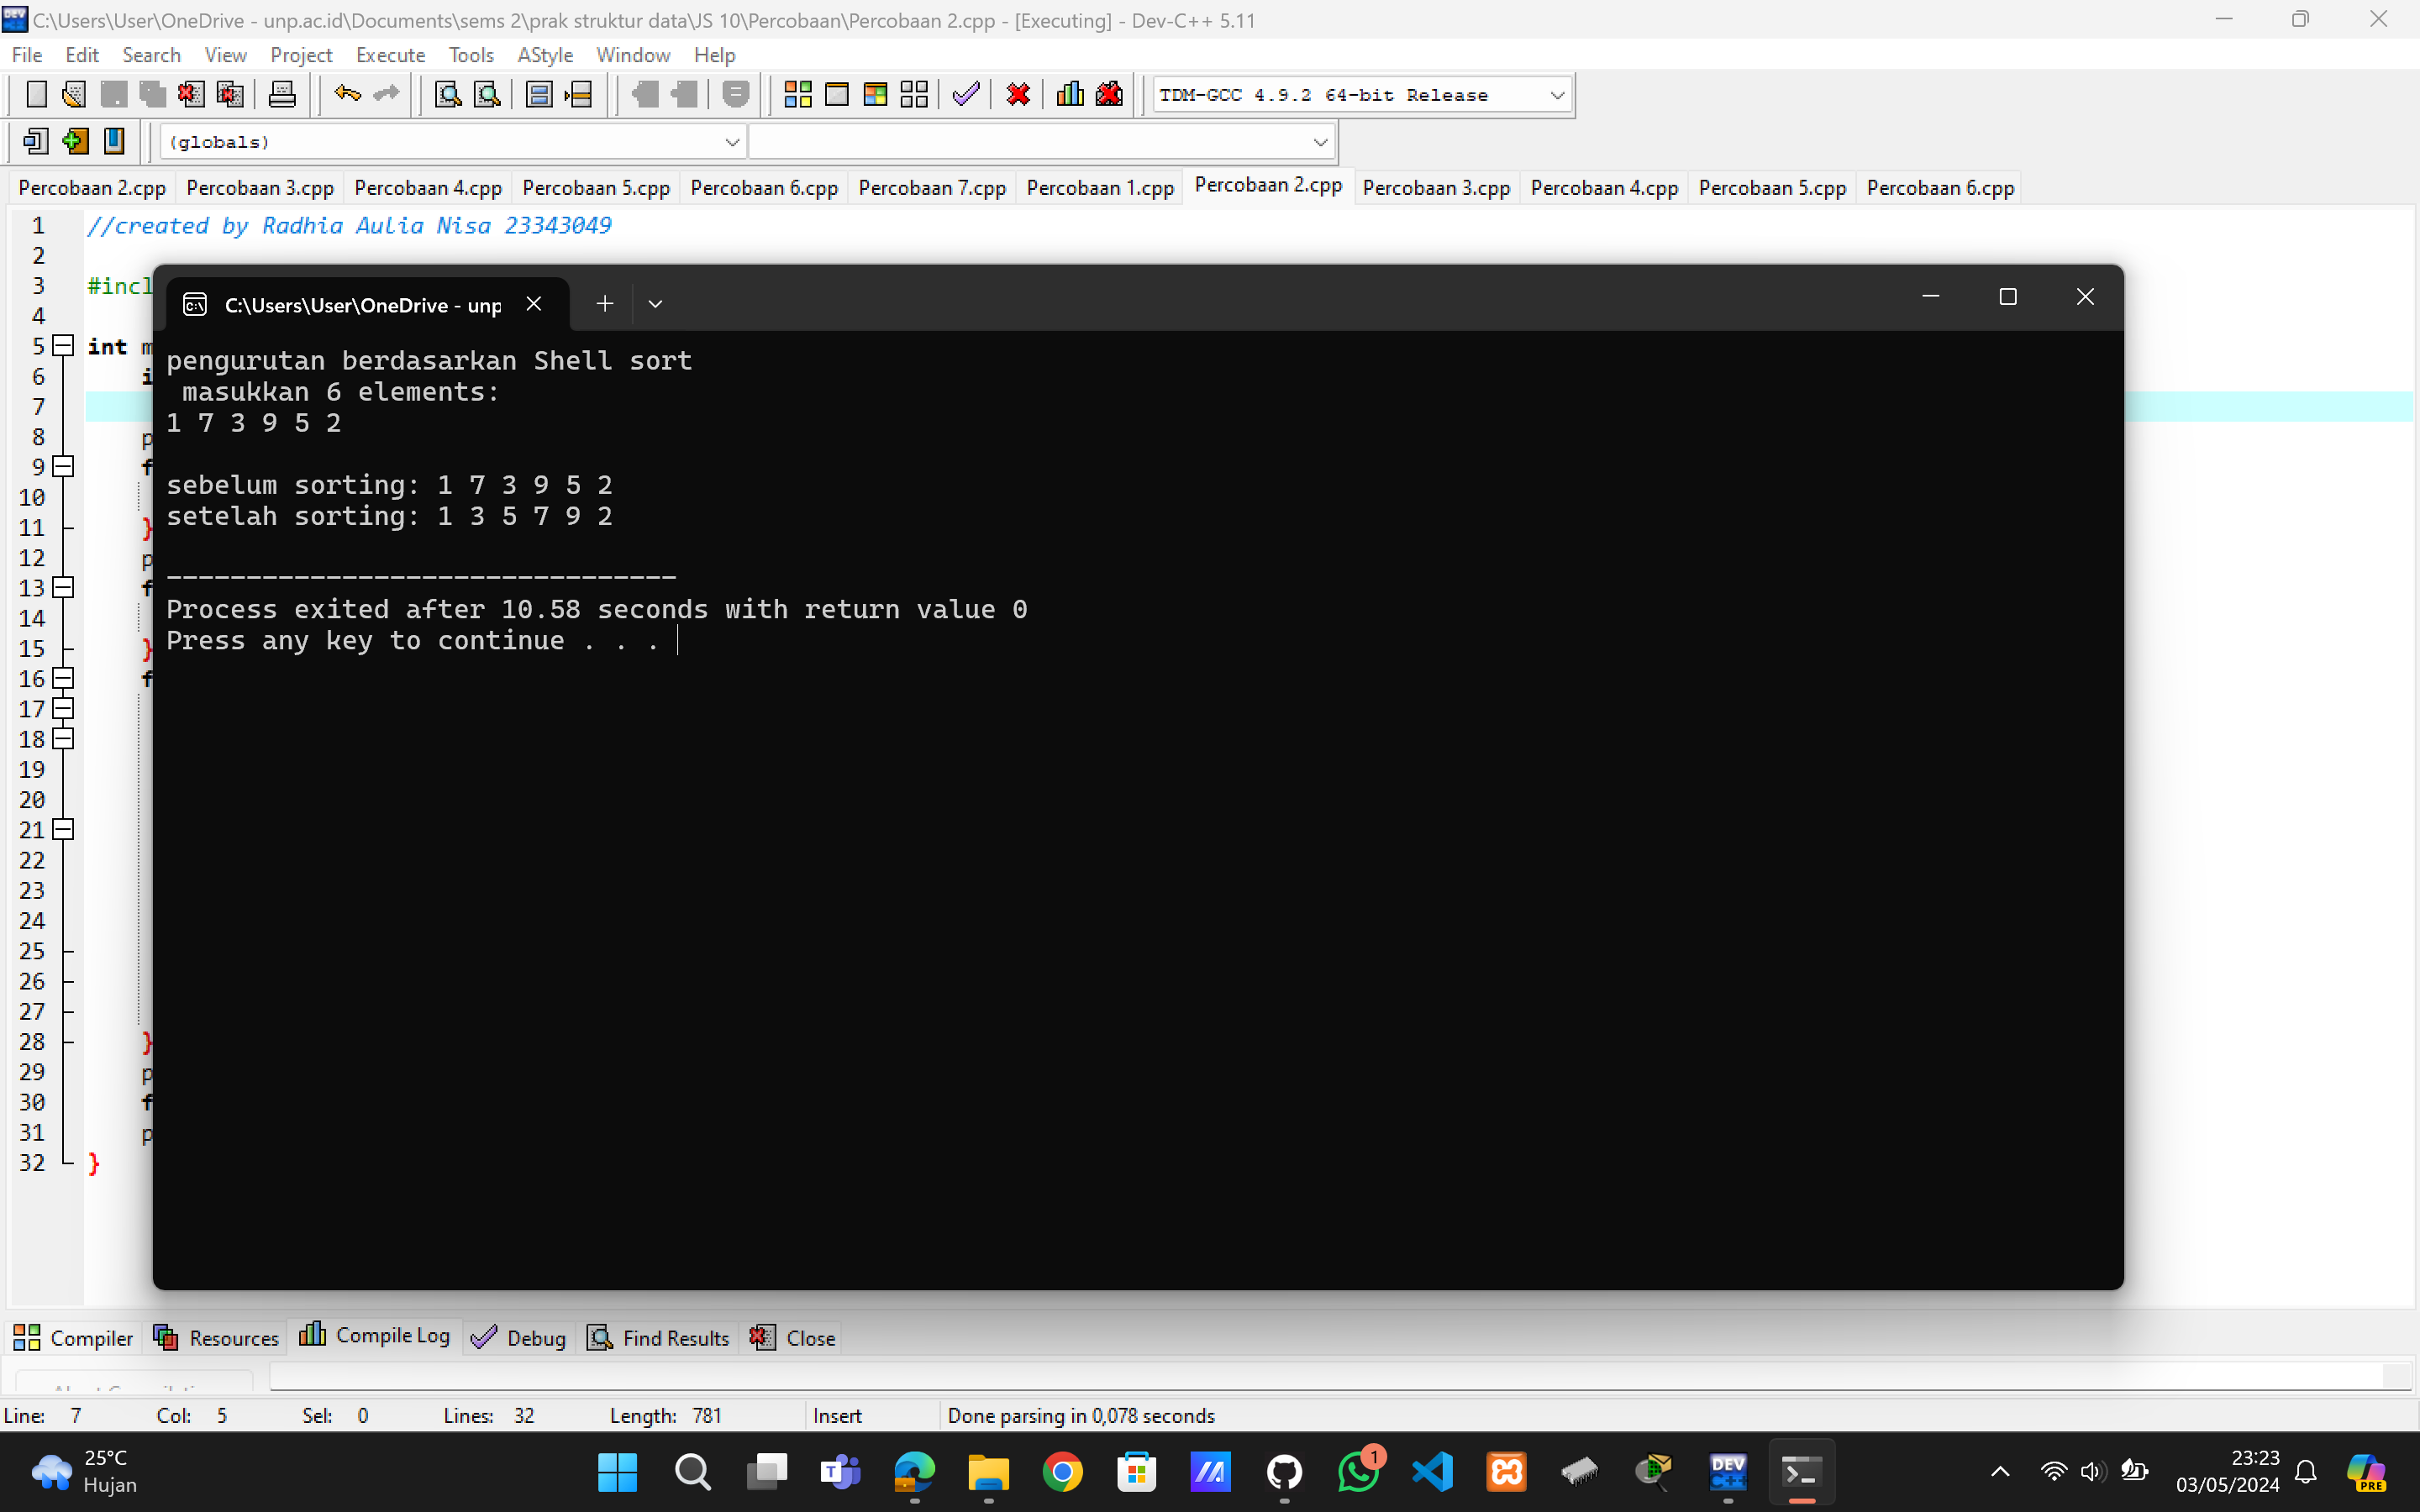 C:\Users\User\OneDrive - unp.ac.id\Documents\sems 2\prak struktur data\JS 10\Percobaan\Percobaan 2.cpp - [Executing] - Dev-C++ 5.11
File Edit Search View Project Execute Tools AStyle Window Help
TDM-GCC 4.9.2 64-bit Release
(globals)
Percobaan 2.cpp Percobaan 3.cpp Percobaan 4.cpp Percobaan 5.cpp Percobaan 6.cpp Percobaan 7.cpp Percobaan 1.cpp Percobaan 2.cpp Percobaan 3.cpp Percobaan 4.cpp Percobaan 5.cpp Percobaan 6.cpp
1 //created by Radhia Aulia Nisa 23343049
2
3 #incl
4
5 int m
6 i
7
8 p
9 f
10
11 }
12 p
13 f
14
15 }
16 f
17
18
19
20
21
22
23
24
25
26
27
28 }
29 p
30 f
31 p
32 }
C:\Users\User\OneDrive - unp
pengurutan berdasarkan Shell sort
masukkan 6 elements:
1 7 3 9 5 2
sebelum sorting: 1 7 3 9 5 2
setelah sorting: 1 3 5 7 9 2
--------------------------------
Process exited after 10.58 seconds with return value 0
Press any key to continue . . .
Compiler Resources Compile Log Debug Find Results Close
Line: 7 Col: 5 Sel: 0 Lines: 32 Length: 781 Insert Done parsing in 0,078 seconds
25°C
Hujan
1
DEV C++
PRE
23:23
03/05/2024